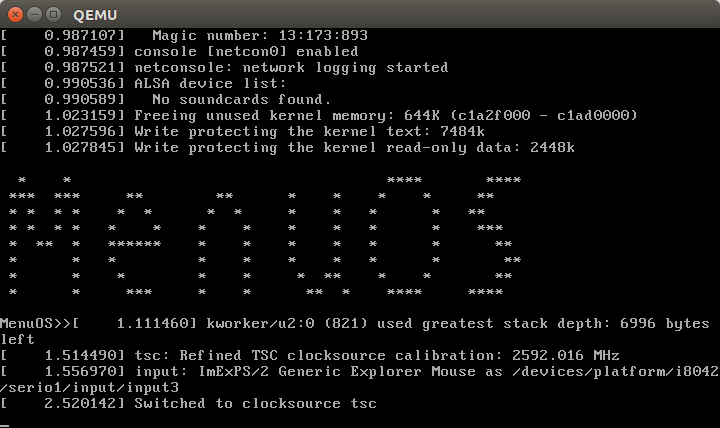 QEMU
[    0.987107]   Magic number: 13:173:893
[    0.987459] console [netcon0] enabled
[    0.987521] netconsole: network logging started
[    0.990536] ALSA device list:
[    0.990589]   No soundcards found.
[    1.023159] Freeing unused kernel memory: 644K (c1a2f000 - c1ad0000)
[    1.027596] Write protecting the kernel text: 7484k
[    1.027845] Write protecting the kernel read-only data: 2448k
MenuOS
MenuOS>>[    1.111460] kworker/u2:0 (821) used greatest stack depth: 6996 bytes
left
[    1.514490] tsc: Refined TSC clocksource calibration: 2592.016 MHz
[    1.556970] input: ImExPS/2 Generic Explorer Mouse as /devices/platform/i8042
/serio1/input/input3
[    2.520142] Switched to clocksource tsc
_